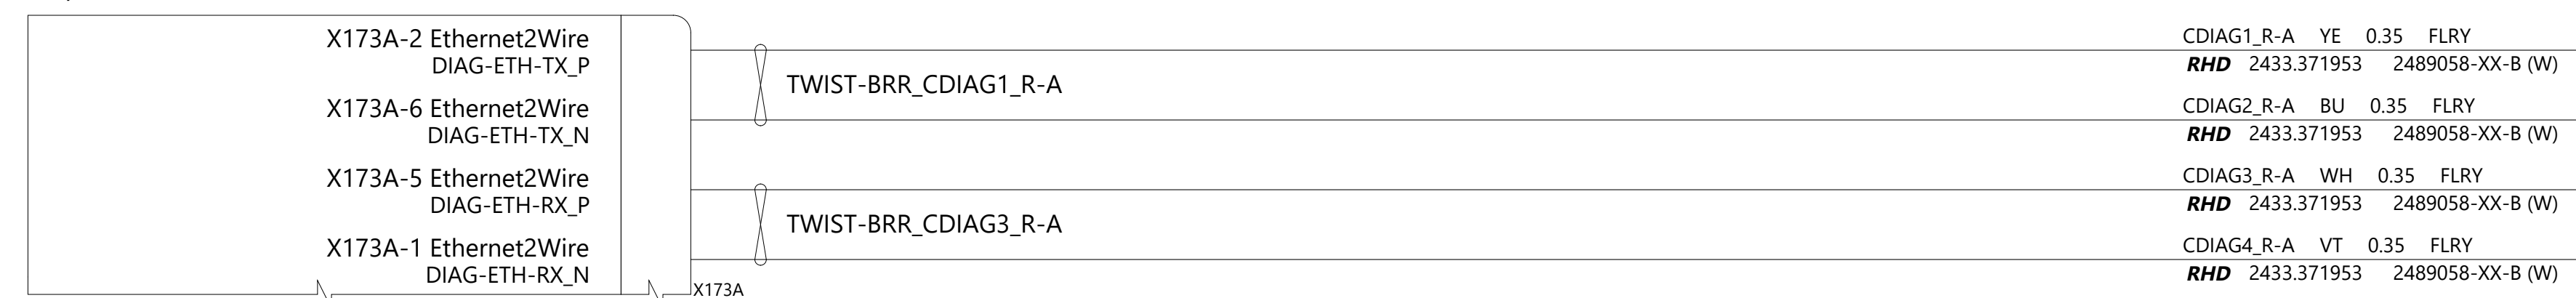 X173A-2 Ethernet2Wire
DIAG-ETH-TX_P
CDIAG1_R-A YE 0.35 FLRY
RHD 2433.371953 2489058-XX-B (W)
TWIST-BRR_CDIAG1_R-A
X173A-6 Ethernet2Wire
DIAG-ETH-TX_N
CDIAG2_R-A BU 0.35 FLRY
RHD 2433.371953 2489058-XX-B (W)
X173A-5 Ethernet2Wire
DIAG-ETH-RX_P
CDIAG3_R-A WH 0.35 FLRY
RHD 2433.371953 2489058-XX-B (W)
TWIST-BRR_CDIAG3_R-A
X173A-1 Ethernet2Wire
DIAG-ETH-RX_N
CDIAG4_R-A VT 0.35 FLRY
RHD 2433.371953 2489058-XX-B (W)
X173A